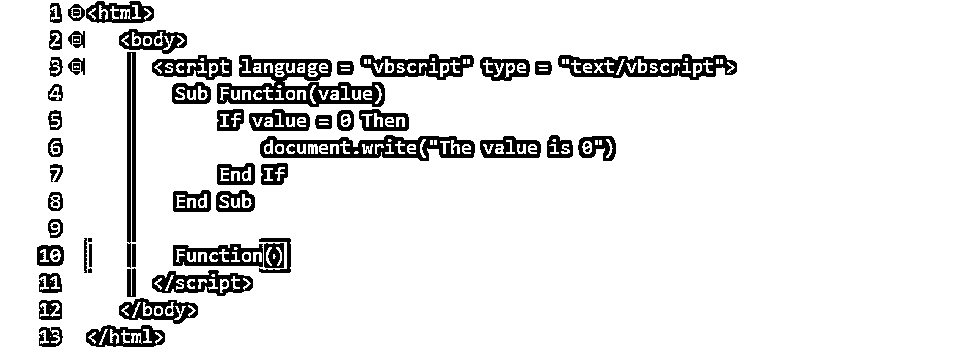 1 <html>
2 <body>
3 <script language = "vbscript" type = "text/vbscript">
4 Sub Function(value)
5 If value = 0 Then
6 document.write("The value is 0")
7 End If
8 End Sub
9
10 Function()
11 </script>
12 </body>
13 </html>